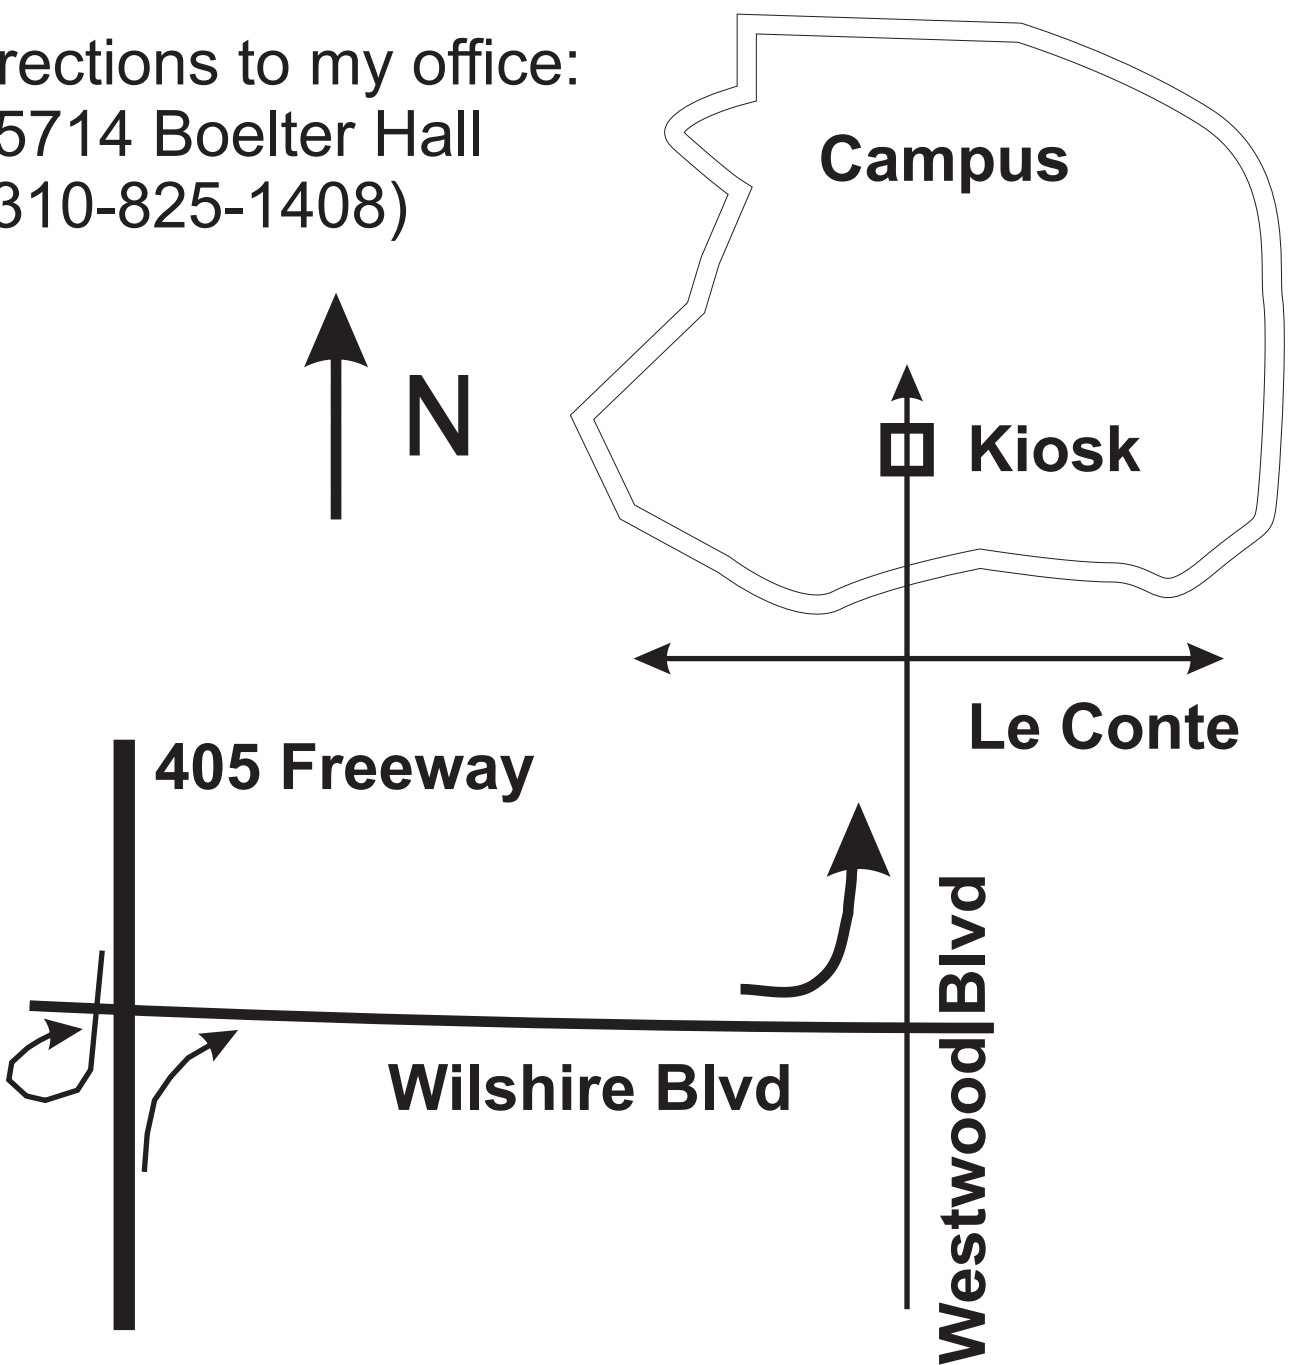 rections to my office:
5714 Boelter Hall
310-825-1408)
Campus
N
Kiosk
Le Conte
405 Freeway
Westwood Blvd
Wilshire Blvd